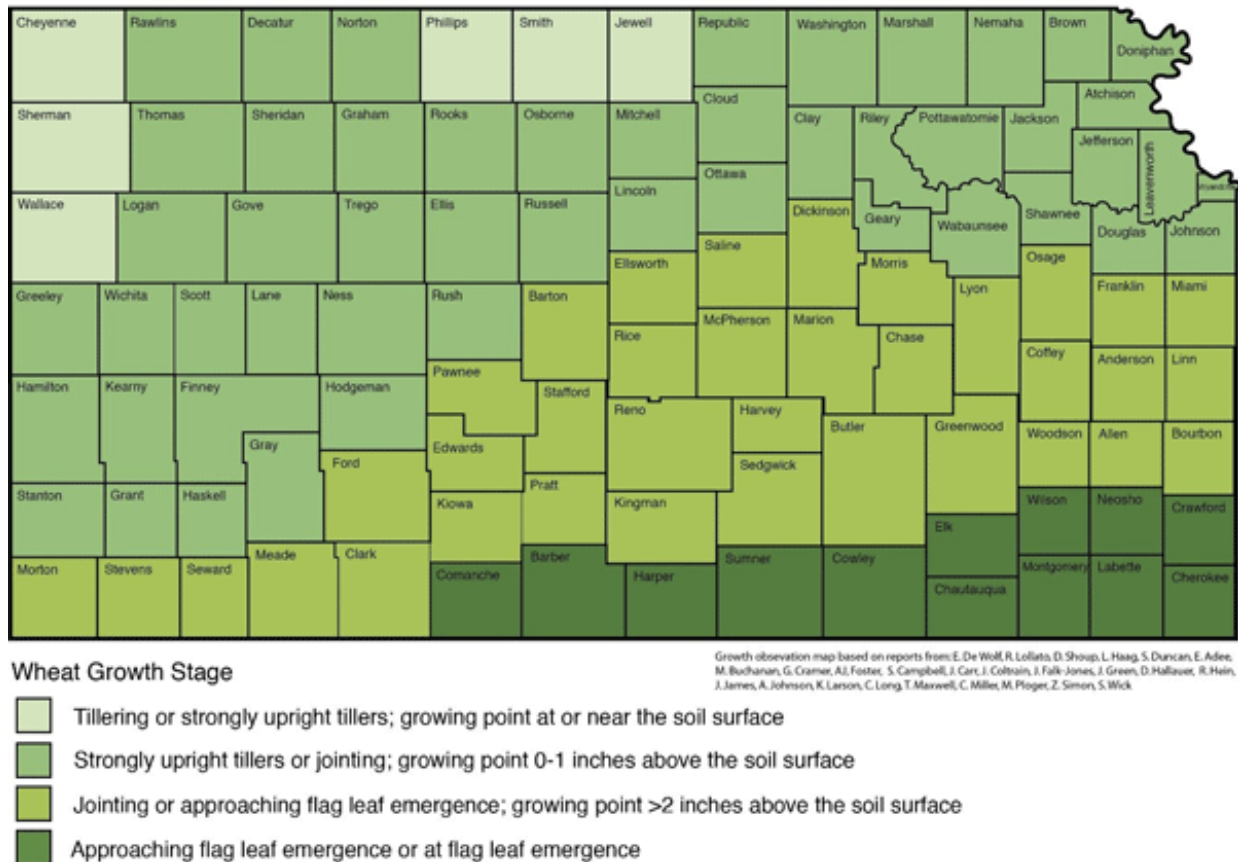 Cheyenne Rawlins Decatur Norton Phillips Smith Jewell Republic Washington Marshall Nemaha Brown
Doniphan
Atchison
Sherman Thomas Sheridan Graham Rooks Osborne Mitchell Cloud Clay Riley Pottawatomie Jackson
Jefferson
Leavenworth
Wallace Logan Gove Trego Ellis Russell Lincoln Ottawa
Dickinson Geary Wabaunsee Shawnee Douglas Johnson
Ellsworth Saline Morris Osage
Greeley Wichita Scott Lane Ness Rush Barton Lyon Franklin Miami
Rice McPherson Marion Chase
Coffey Anderson Linn
Hamilton Kearny Finney Hodgeman Pawnee Stafford
Reno Harvey Butler Greenwood Woodson Allen Bourbon
Gray Ford Edwards Sedgwick
Stanton Grant Haskell Kiowa Pratt Kingman Wilson Neosho Crawford
Elk
Morton Stevens Seward Meade Clark Comanche Barber Harper Sumner Cowley Chautauqua Montgomery Labette Cherokee
Growth obsevation map based on reports from: E. De Wolf, R. Lollato, D. Shoup, L. Haag, S. Duncan, E. Adee,
M. Buchanan, G. Cramer, AJ. Foster, S. Campbell, J. Carr, J. Coltrain, J. Falk-Jones, J. Green, D. Hallauer, R. Hein,
J. James, A. Johnson, K. Larson, C. Long, T. Maxwell, C. Miller, M. Ploger, Z. Simon, S. Wick
Wheat Growth Stage
Tillering or strongly upright tillers; growing point at or near the soil surface
Strongly upright tillers or jointing; growing point 0-1 inches above the soil surface
Jointing or approaching flag leaf emergence; growing point >2 inches above the soil surface
Approaching flag leaf emergence or at flag leaf emergence